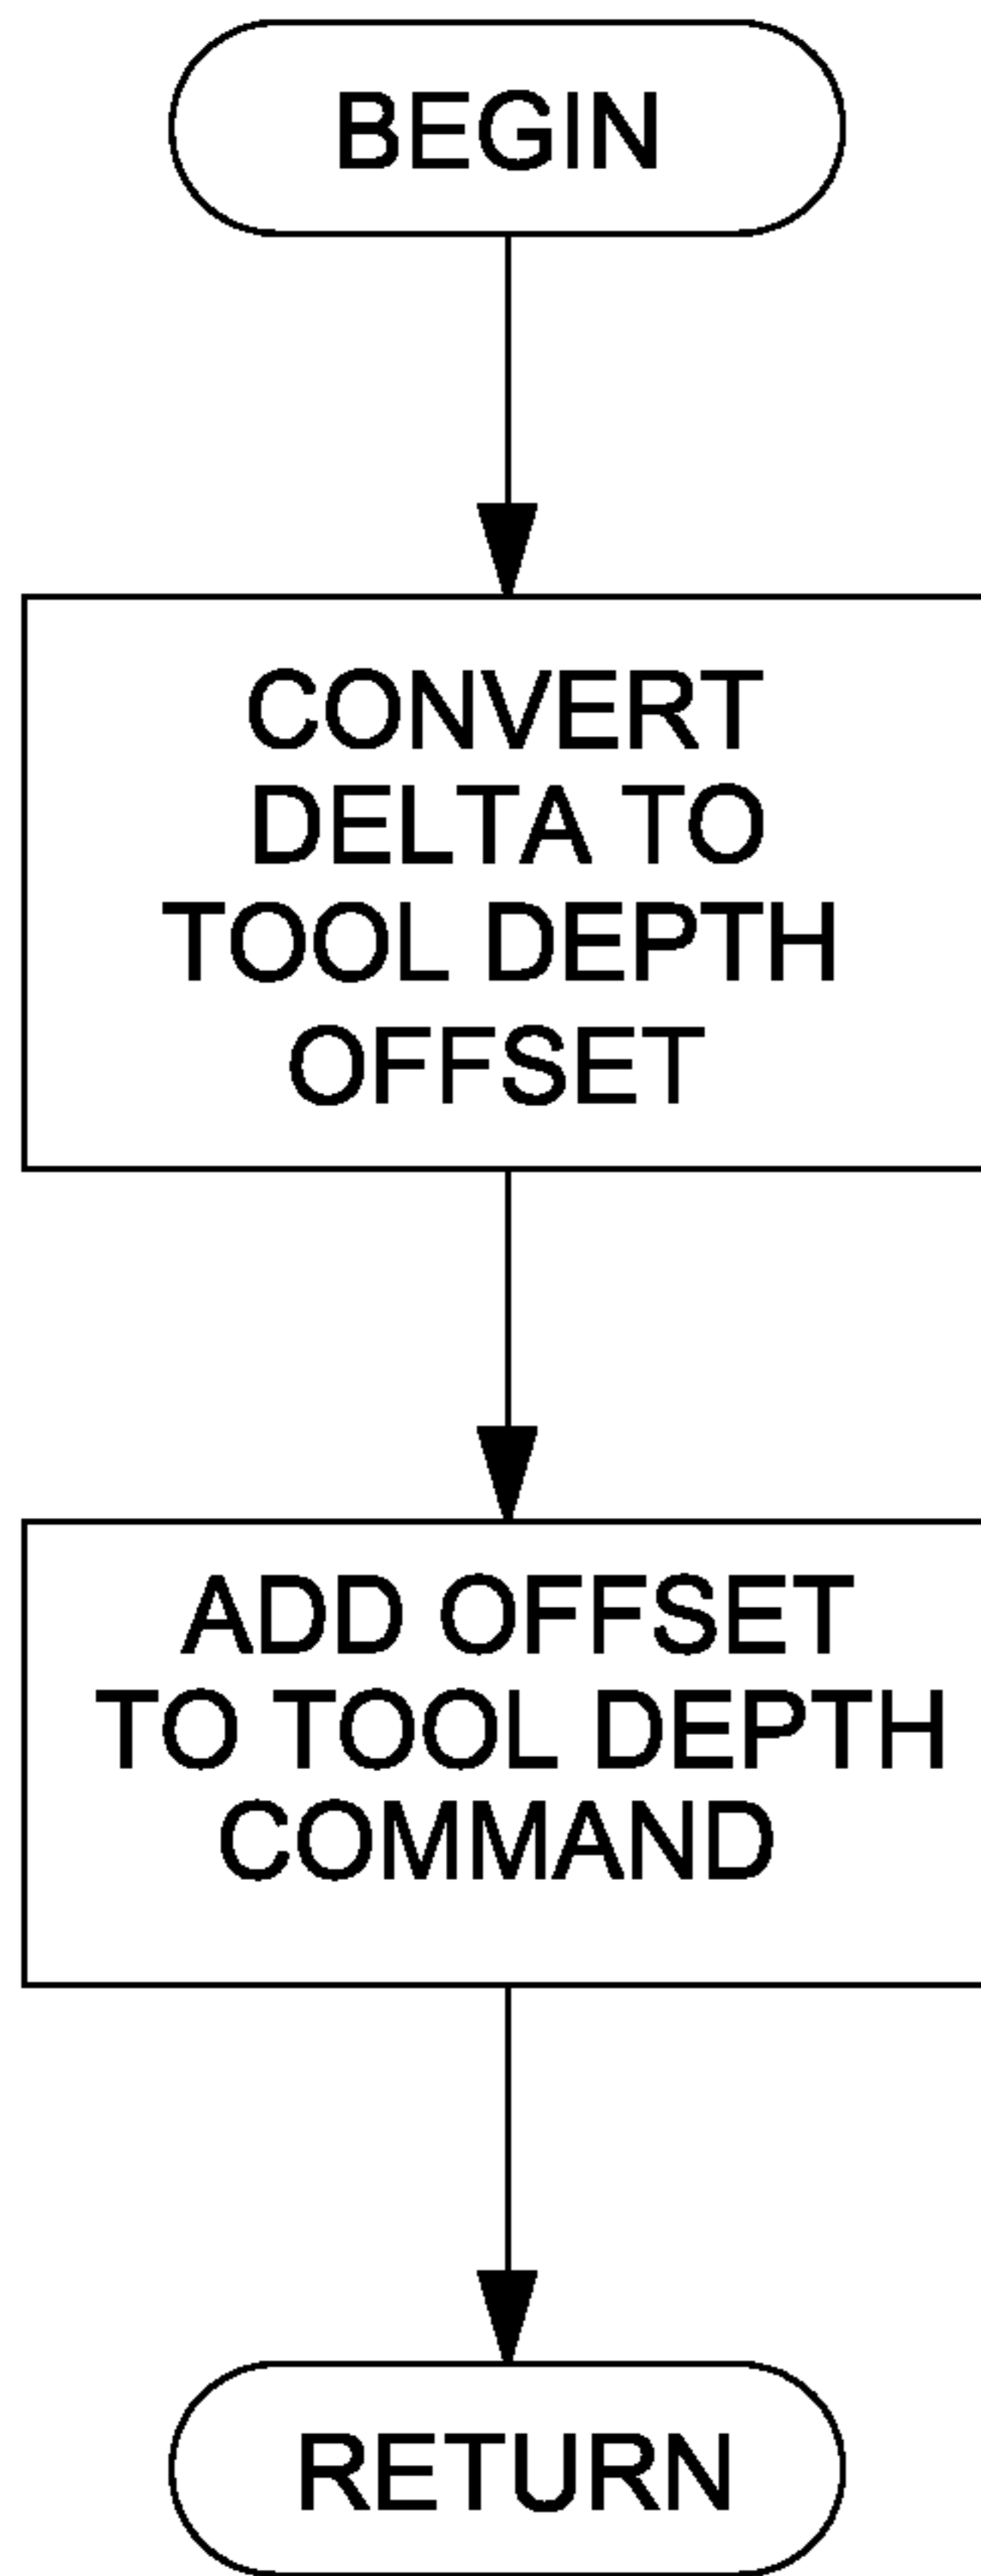 BEGIN
CONVERT
DELTA TO
TOOL DEPTH
OFFSET
ADD OFFSET
TO TOOL DEPTH
COMMAND
RETURN